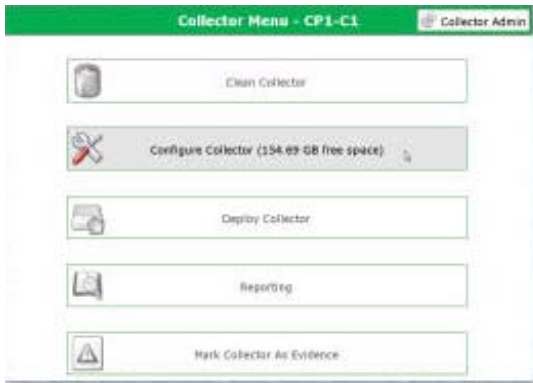 Collector Menu - CP1-C1
Collector Admin
Clean Collector
Configure Collector (154.69 GB free space)
Deploy Collector
Reporting
Mark Collector As Evidence